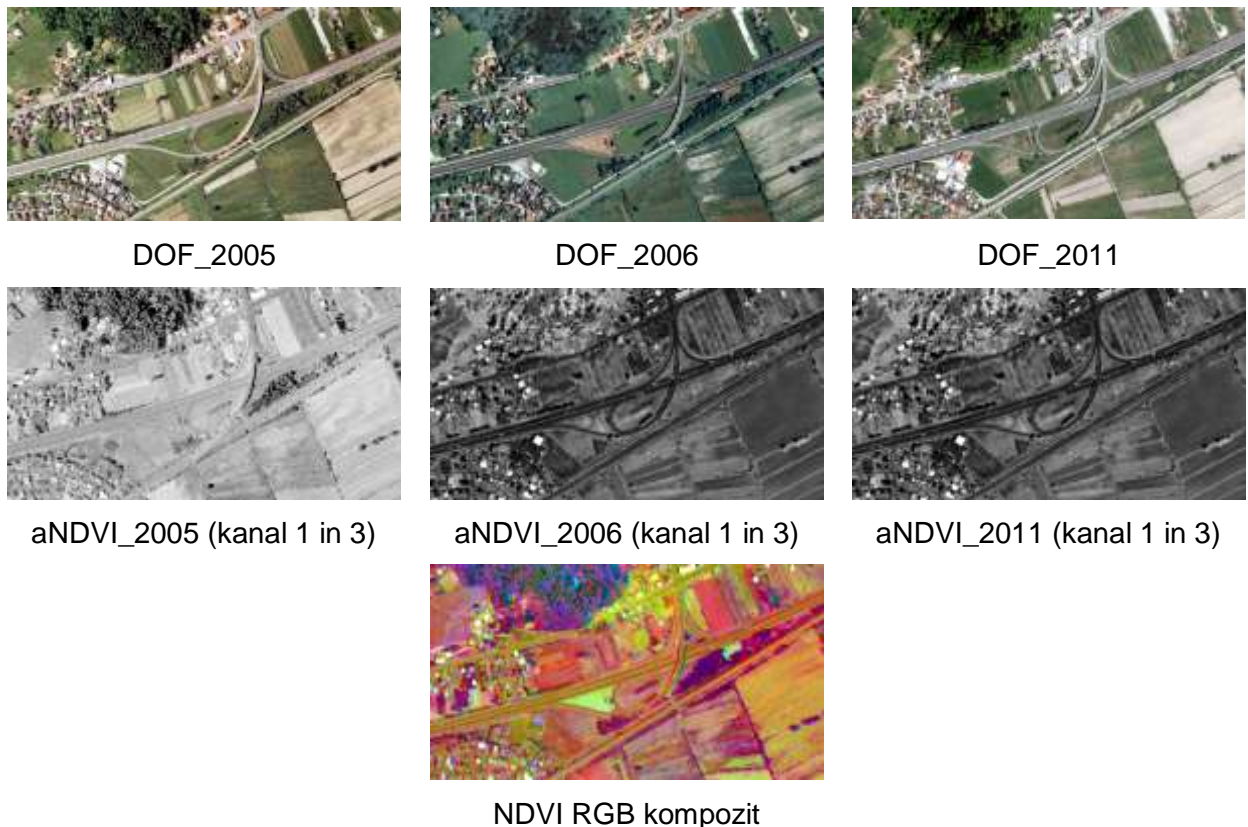 DOF_2005
DOF_2006
DOF_2011
aNDVI_2005 (kanal 1 in 3)
aNDVI_2006 (kanal 1 in 3)
aNDVI_2011 (kanal 1 in 3)
NDVI RGB kompozit